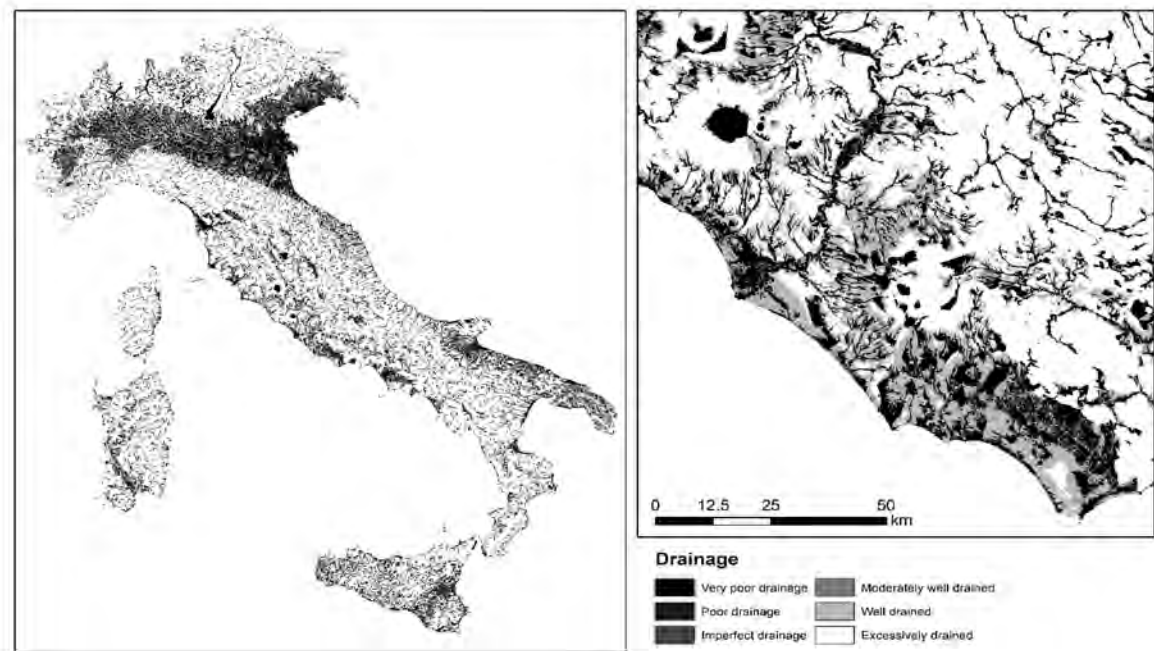 0 12.5 25 50
km
Drainage
Very poor drainage Moderately well drained
Poor drainage Well drained
Imperfect drainage Excessively drained